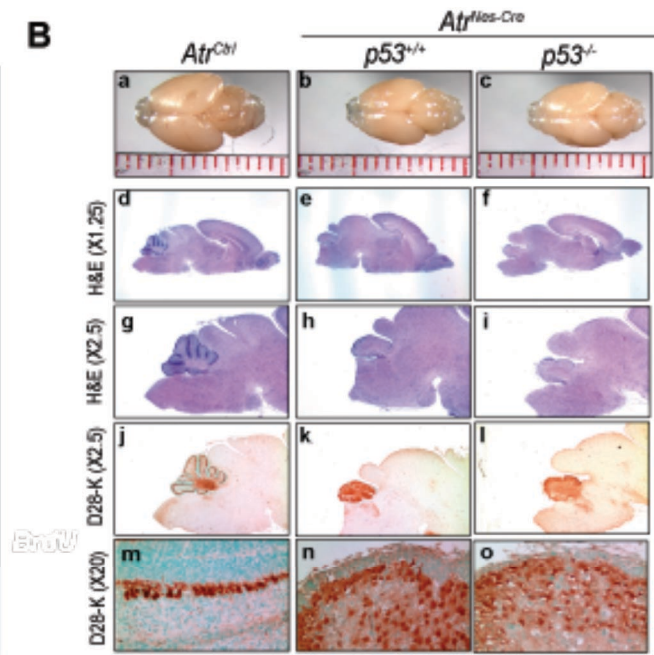 B
Atr^Nes-Cre
Atr^Ctrl p53^+/+ p53^-/-
a b c
H&E (X1.25) d e f
H&E (X2.5) g h i
D28-K (X2.5) j k l
BrdU
D28-K (X20) m n o